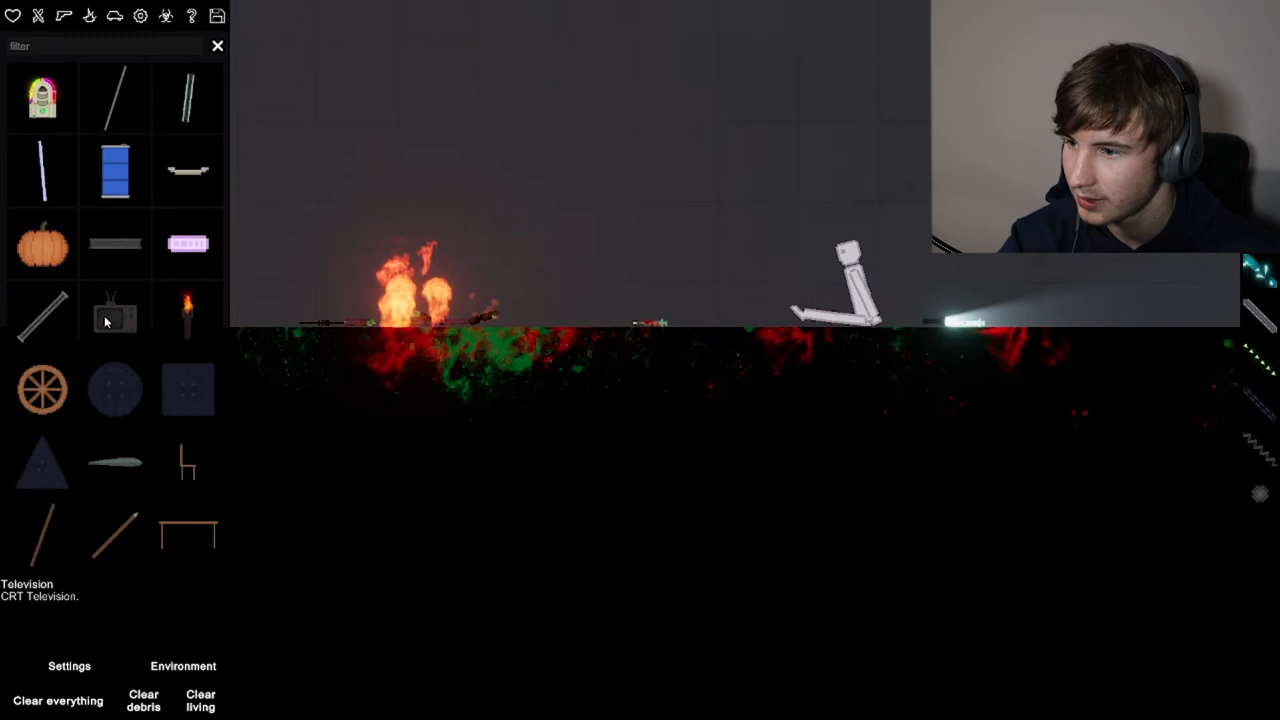 filter
Television
CRT Television.
Settings
Environment
Clear everything
Clear debris
Clear living